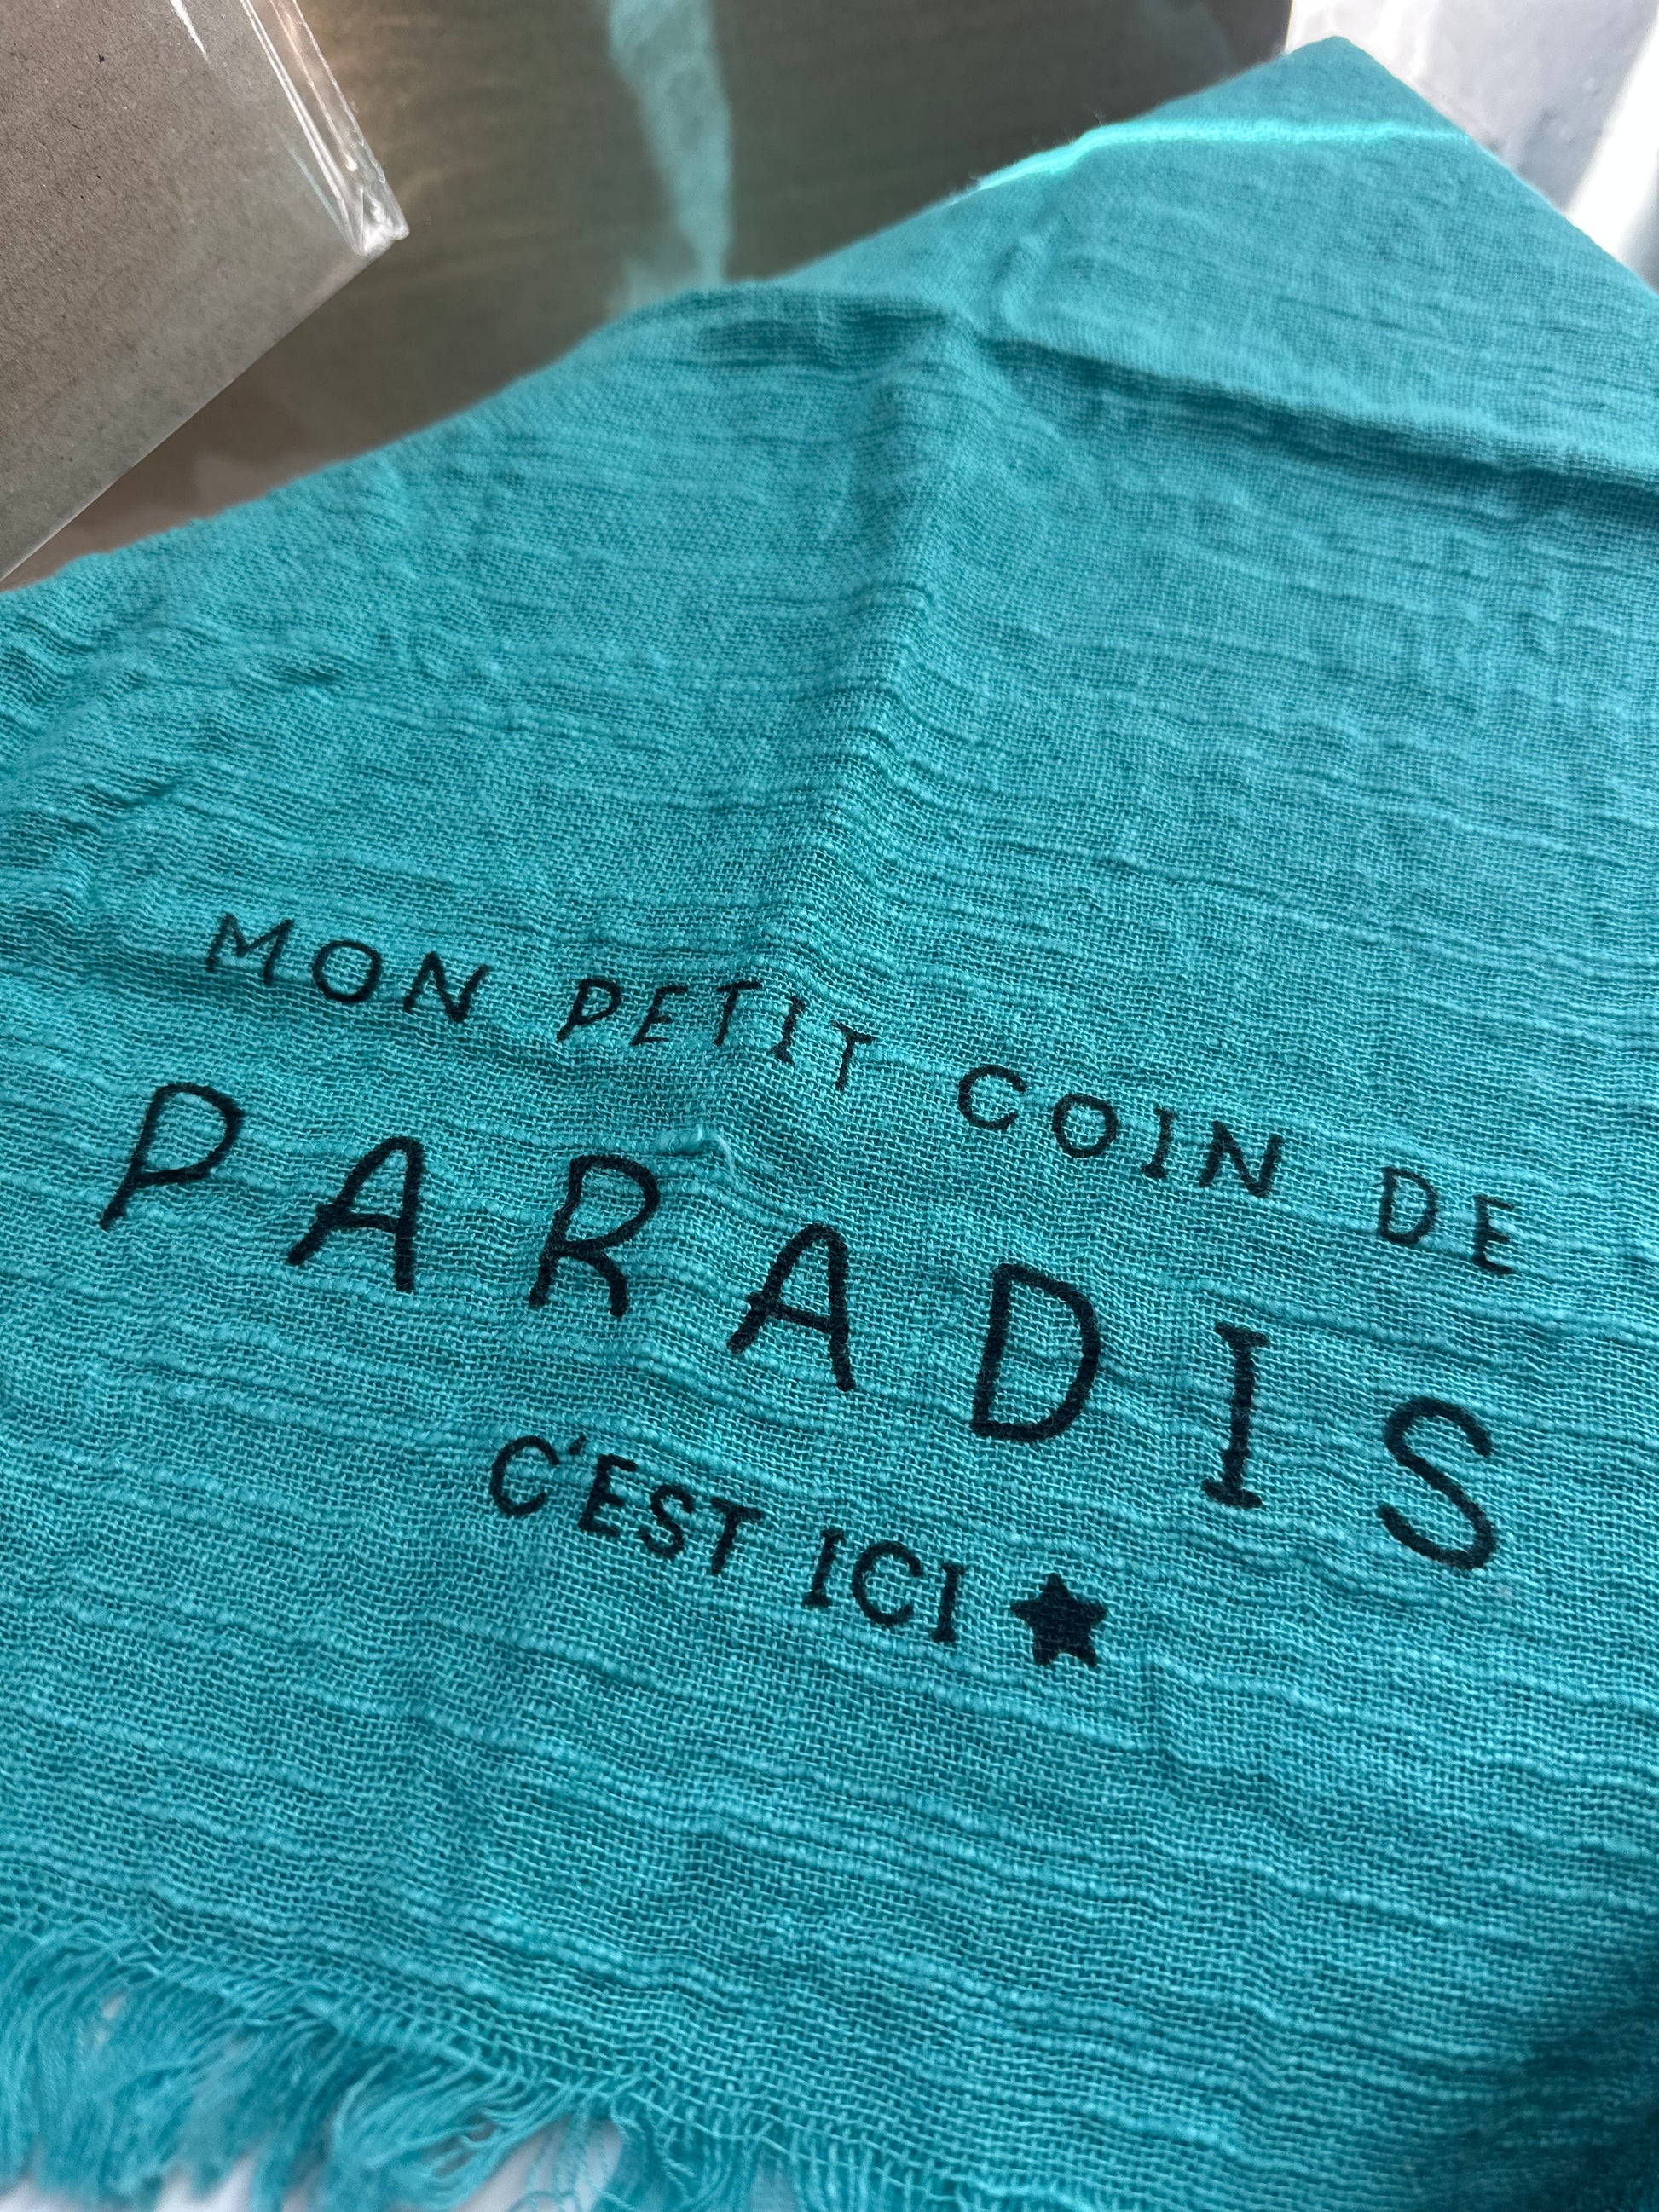 MON PETIT COIN DE
PARADIS
C'EST ICI ★